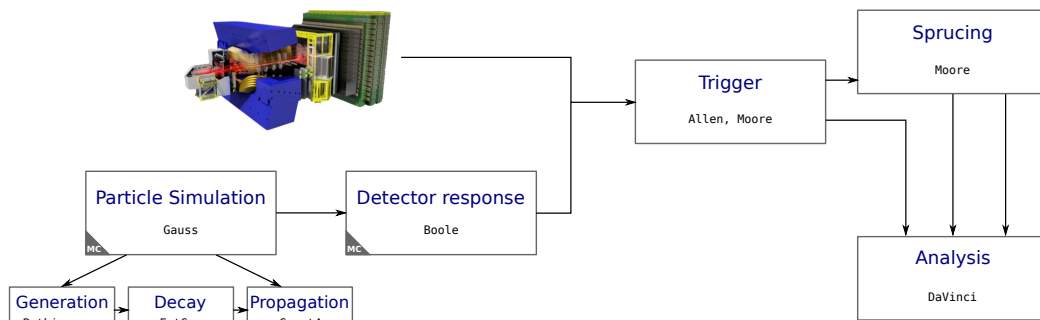 Sprucing
Moore
Trigger
Allen, Moore
Particle Simulation
Gauss
MC
Detector response
Boole
MC
Analysis
DaVinci
Generation
Decay
Propagation